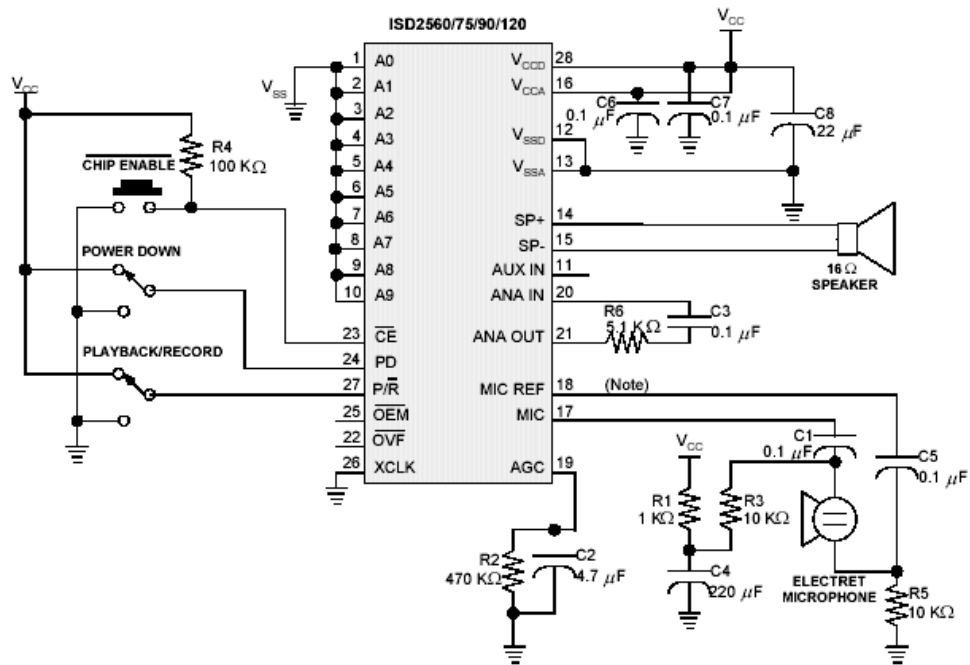 ISD2560/75/90/120
VCC
VSS
R4
100 KΩ
CHIP ENABLE
POWER DOWN
PLAYBACK/RECORD
1 A0
2 A1
3 A2
4 A3
5 A4
6 A5
7 A6
8 A7
9 A8
10 A9
23 CE
24 PD
27 P/R
25 OEM
22 OVF
26 XCLK
VCCD 28
VCCA 16
VSSD 12
VSSA 13
SP+ 14
SP- 15
AUX IN 11
ANA IN 20
ANA OUT 21
MIC REF 18 (Note)
MIC 17
AGC 19
VCC
C6
0.1 µF
C7
0.1 µF
C8
22 µF
16 Ω
SPEAKER
R6
5.1 KΩ
C3
0.1 µF
C1
0.1 µF
C5
0.1 µF
VCC
R1
1 KΩ
R3
10 KΩ
C4
220 µF
ELECTRET
MICROPHONE
R5
10 KΩ
R2
470 KΩ
C2
4.7 µF